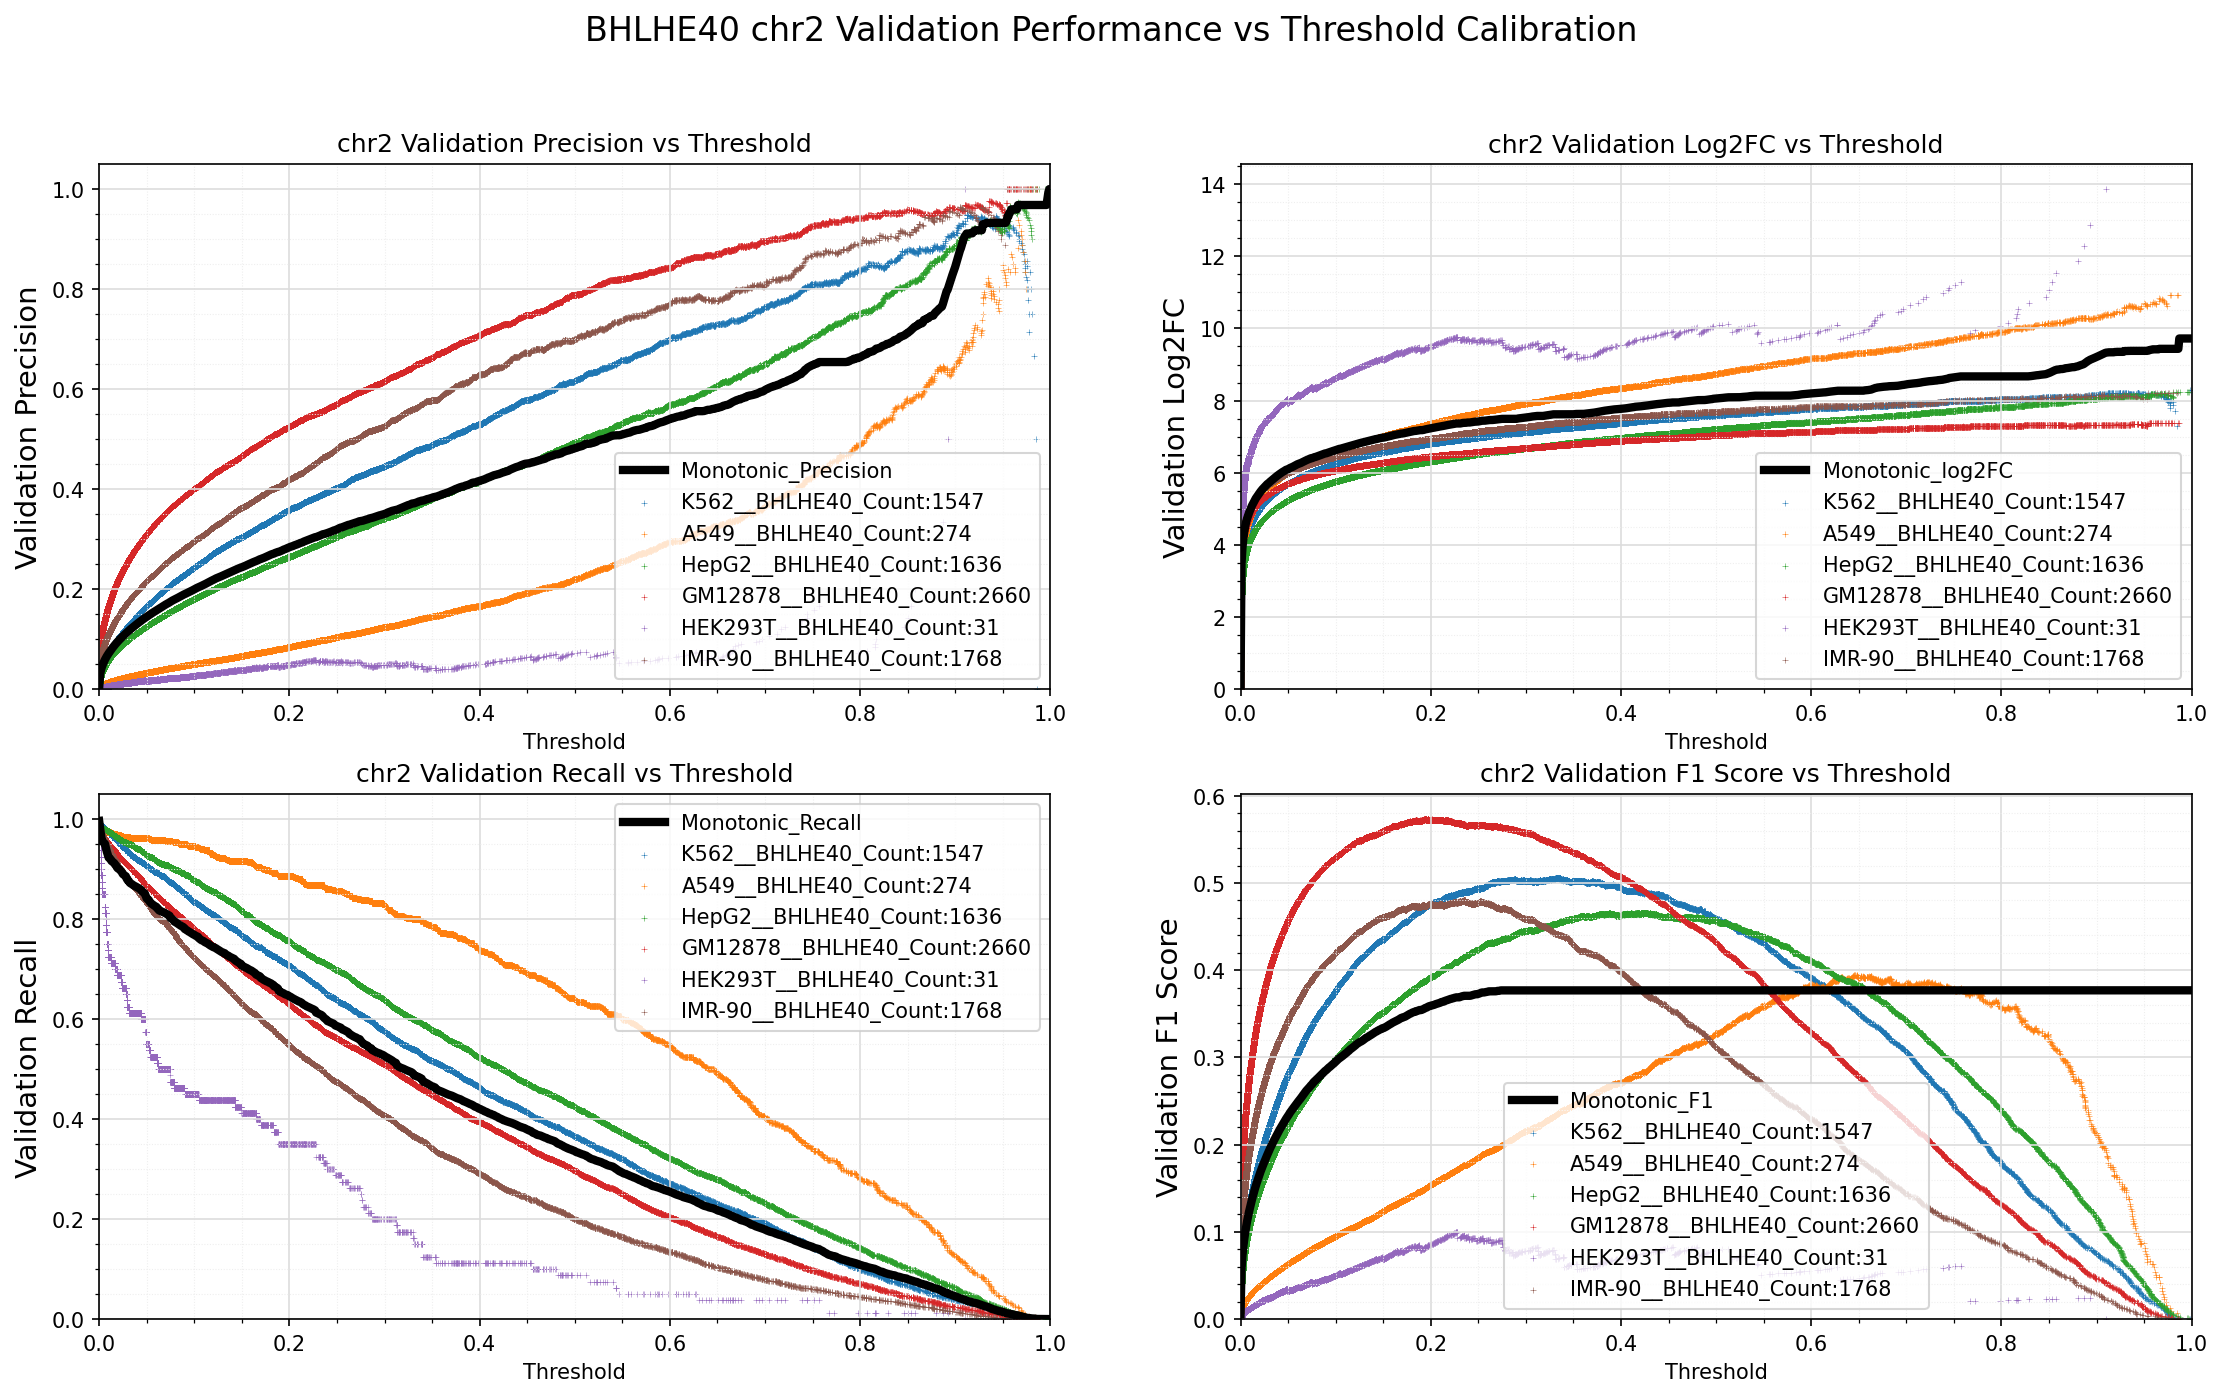 BHLHE40 chr2 Validation Performance vs Threshold Calibration
chr2 Validation Precision vs Threshold
Validation Precision
1.0
0.8
0.6
0.4
0.2
0.0
0.0 0.2 0.4 0.6 0.8 1.0
Threshold
Monotonic_Precision
K562__BHLHE40_Count:1547
A549__BHLHE40_Count:274
HepG2__BHLHE40_Count:1636
GM12878__BHLHE40_Count:2660
HEK293T__BHLHE40_Count:31
IMR-90__BHLHE40_Count:1768
chr2 Validation Log2FC vs Threshold
Validation Log2FC
14
12
10
8
6
4
2
0
0.0 0.2 0.4 0.6 0.8 1.0
Threshold
Monotonic_log2FC
K562__BHLHE40_Count:1547
A549__BHLHE40_Count:274
HepG2__BHLHE40_Count:1636
GM12878__BHLHE40_Count:2660
HEK293T__BHLHE40_Count:31
IMR-90__BHLHE40_Count:1768
chr2 Validation Recall vs Threshold
Validation Recall
1.0
0.8
0.6
0.4
0.2
0.0
0.0 0.2 0.4 0.6 0.8 1.0
Threshold
Monotonic_Recall
K562__BHLHE40_Count:1547
A549__BHLHE40_Count:274
HepG2__BHLHE40_Count:1636
GM12878__BHLHE40_Count:2660
HEK293T__BHLHE40_Count:31
IMR-90__BHLHE40_Count:1768
chr2 Validation F1 Score vs Threshold
Validation F1 Score
0.6
0.5
0.4
0.3
0.2
0.1
0.0
0.0 0.2 0.4 0.6 0.8 1.0
Threshold
Monotonic_F1
K562__BHLHE40_Count:1547
A549__BHLHE40_Count:274
HepG2__BHLHE40_Count:1636
GM12878__BHLHE40_Count:2660
HEK293T__BHLHE40_Count:31
IMR-90__BHLHE40_Count:1768